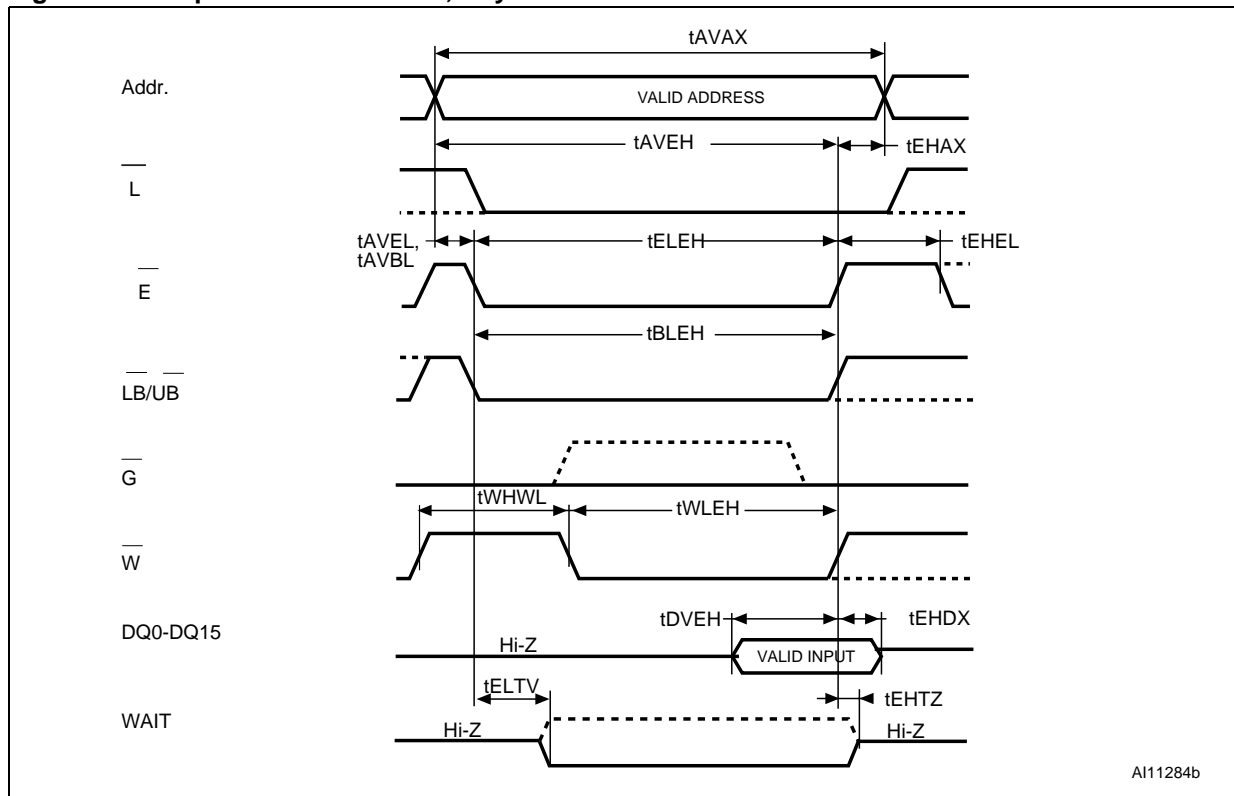 tAVAX
Addr.
VALID ADDRESS
tAVEH
tEHAX
L
tAVEL,
tAVBL
tELEH
tEHEL
E
tBLEH
LB/UB
G
tWHWL
tWLEH
W
DQ0-DQ15
tDVEH
tEHDX
Hi-Z
VALID INPUT
tELTV
tEHTZ
WAIT
Hi-Z
Hi-Z
AI11284b